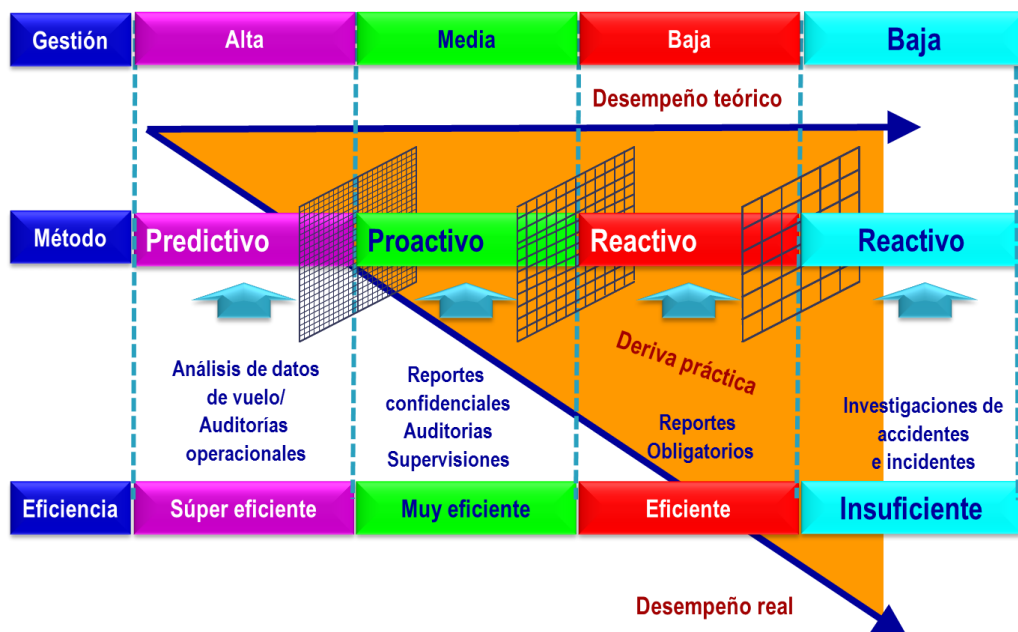 Gestión
Alta
Media
Baja
Baja
Desempeño teórico
Método
Predictivo
Proactivo
Reactivo
Reactivo
Deriva práctica
Análisis de datos
de vuelo/
Auditorías
operacionales
Reportes
confidenciales
Auditorias
Supervisiones
Reportes
Obligatorios
Investigaciones de
accidentes
e incidentes
Eficiencia
Súper eficiente
Muy eficiente
Eficiente
Insuficiente
Desempeño real